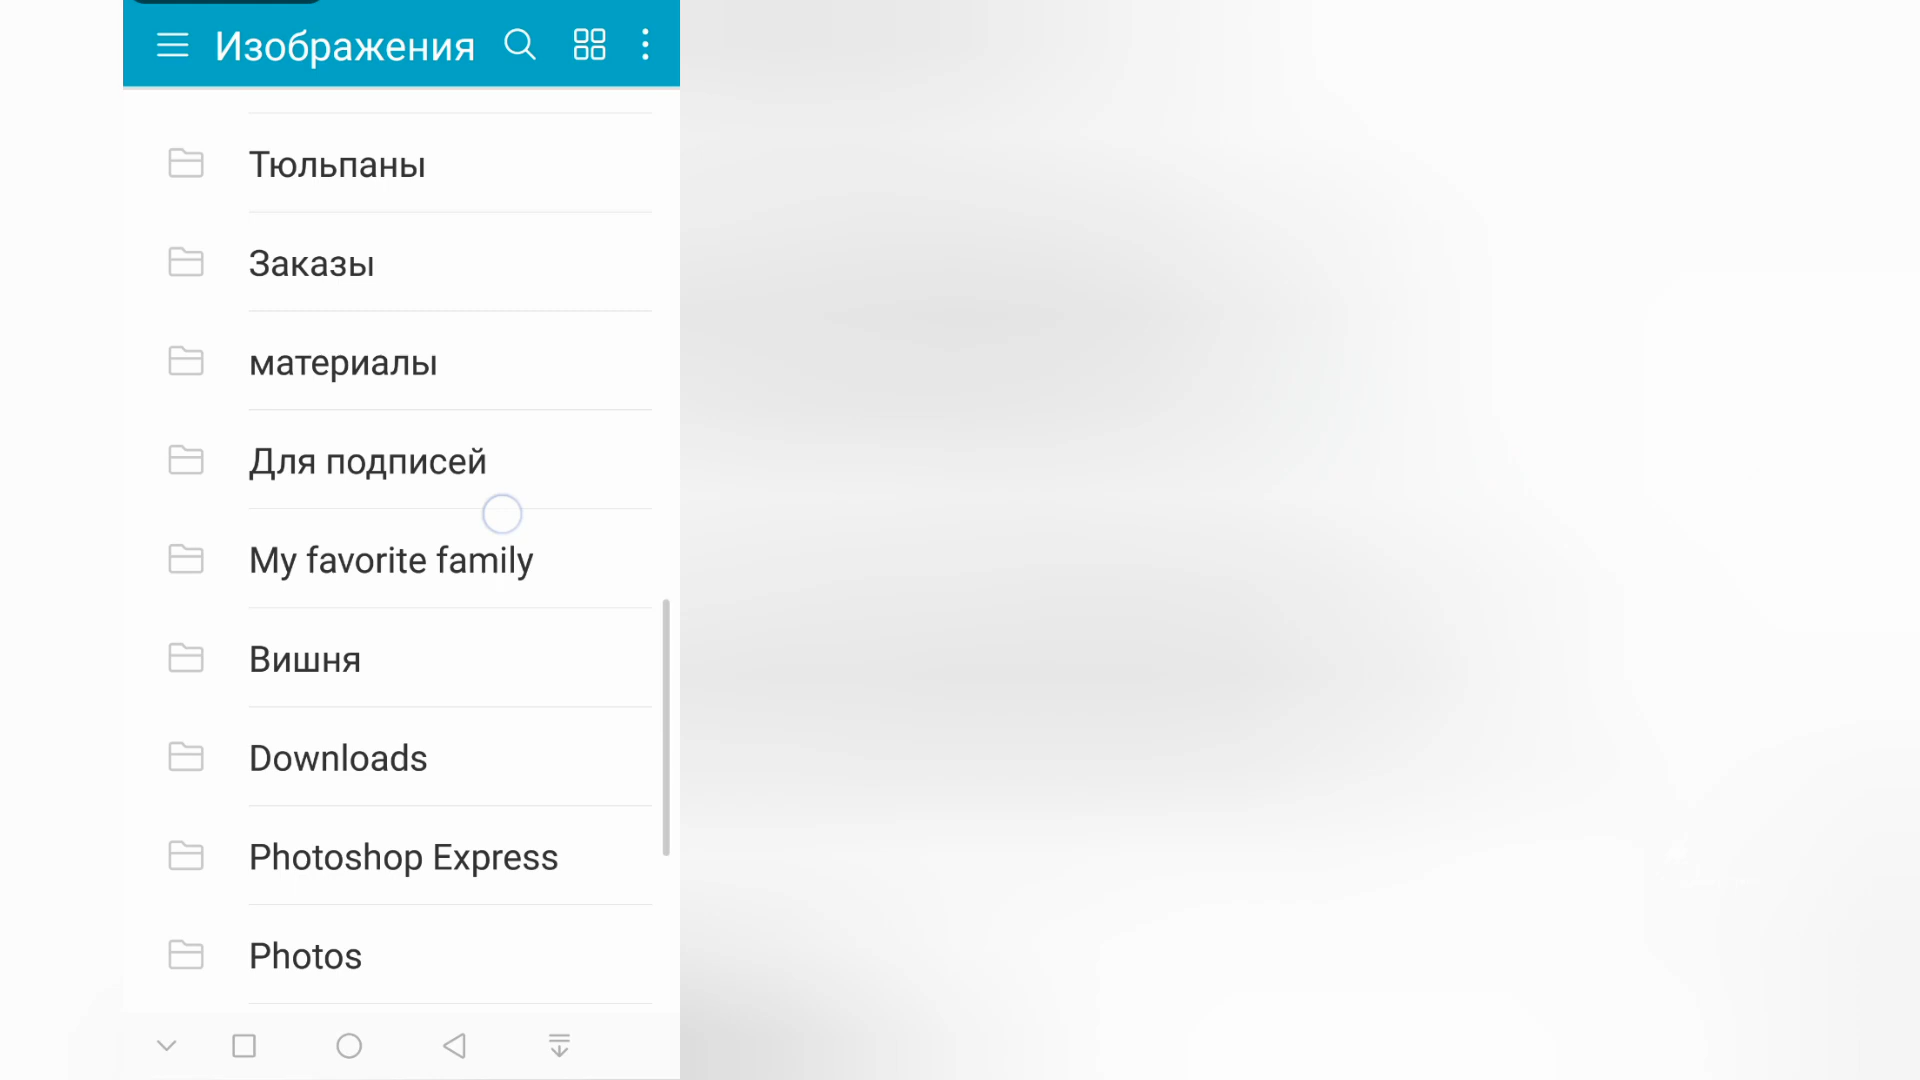 Изображения
Тюльпаны
Заказы
материалы
Для подписей
My favorite family
Вишня
Downloads
Photoshop Express
Photos